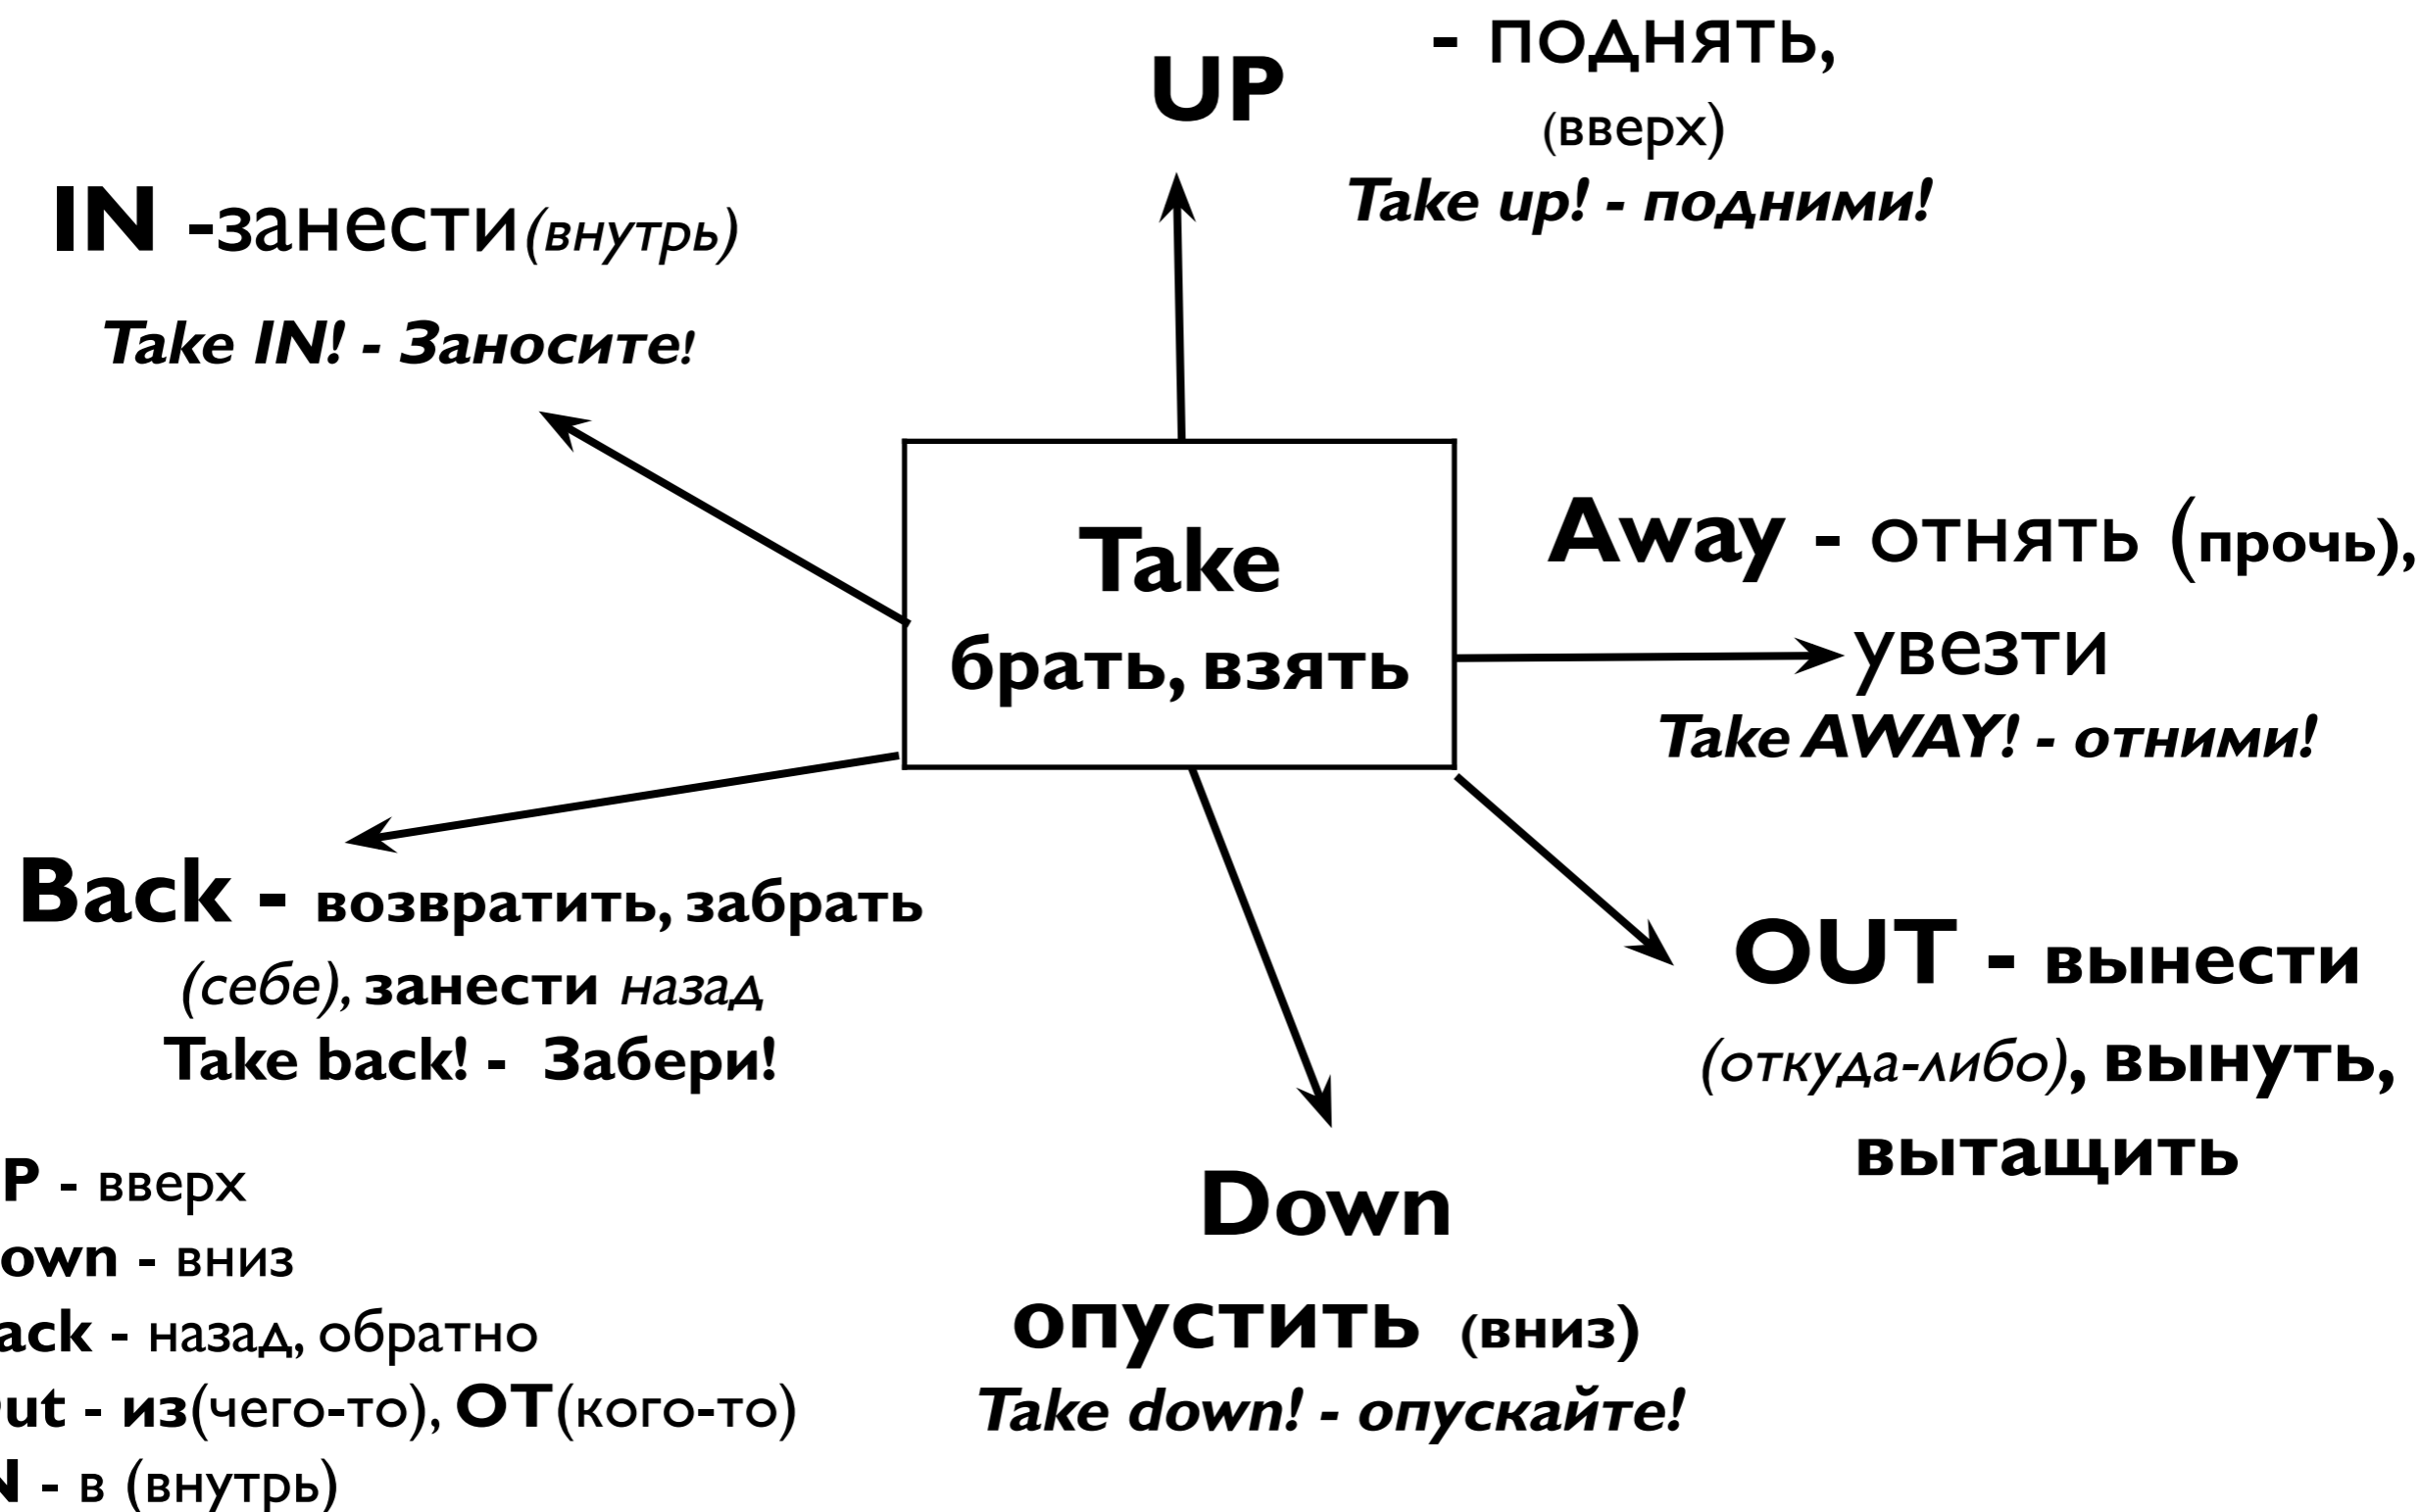 UP
- поднять,
(вверх)
Take up! - подними!
IN -занести(внутрь)
Take IN! - Заносите!
Take
брать, взять
Away - отнять (прочь),
увезти
Take AWAY! - отними!
Back - возвратить, забрать
(себе), занести назад
Take back! - Забери!
OUT - вынести
(откуда-либо), вынуть,
вытащить
Down
опустить (вниз)
Take down! - опускайте!
P - вверх
own - вниз
ack - назад, обратно
ut - из(чего-то), ОТ(кого-то)
N - в (внутрь)